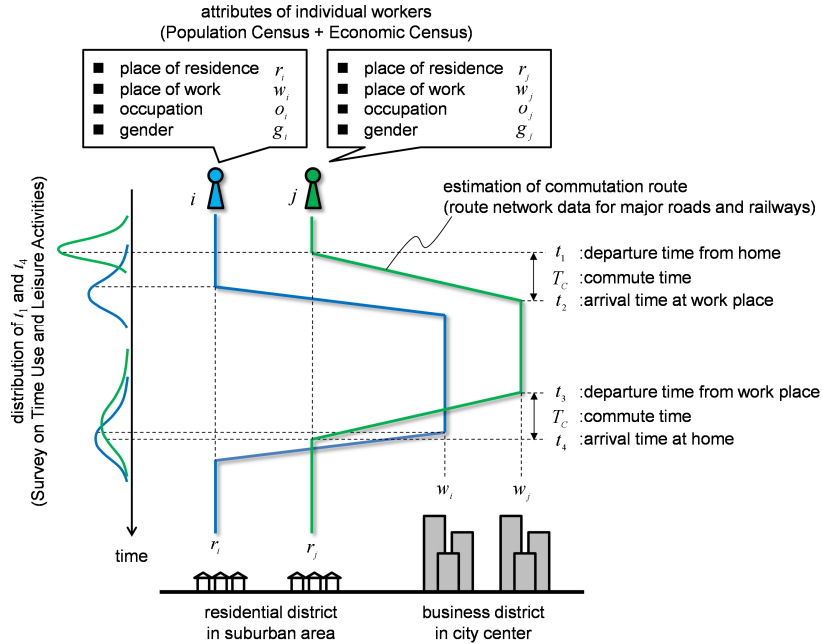 attributes of individual workers
(Population Census + Economic Census)
■ place of residence r_i
■ place of work w_i
■ occupation o_i
■ gender g_i
■ place of residence r_j
■ place of work w_j
■ occupation o_j
■ gender g_j
i
j
estimation of commutation route
(route network data for major roads and railways)
distribution of t_1 and t_4
(Survey on Time Use and Leisure Activities)
t_1 :departure time from home
T_C :commute time
t_2 :arrival time at work place
t_3 :departure time from work place
T_C :commute time
t_4 :arrival time at home
w_i
w_j
time
r_i
r_j
residential district
in suburban area
business district
in city center